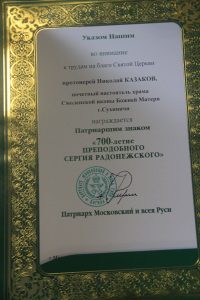 Указом Нашим
во внимание
к трудам на благо Святой Церкви
протоиерей Николай КАЗАКОВ,
почетный настоятель храма
Смоленской иконы Божией Матери
награждается
Патриаршим знаком
«700-летие
ПРЕПОДОБНОГО
СЕРГИЯ РАДОНЕЖСКОГО»
Патриарх Московский и всея Руси